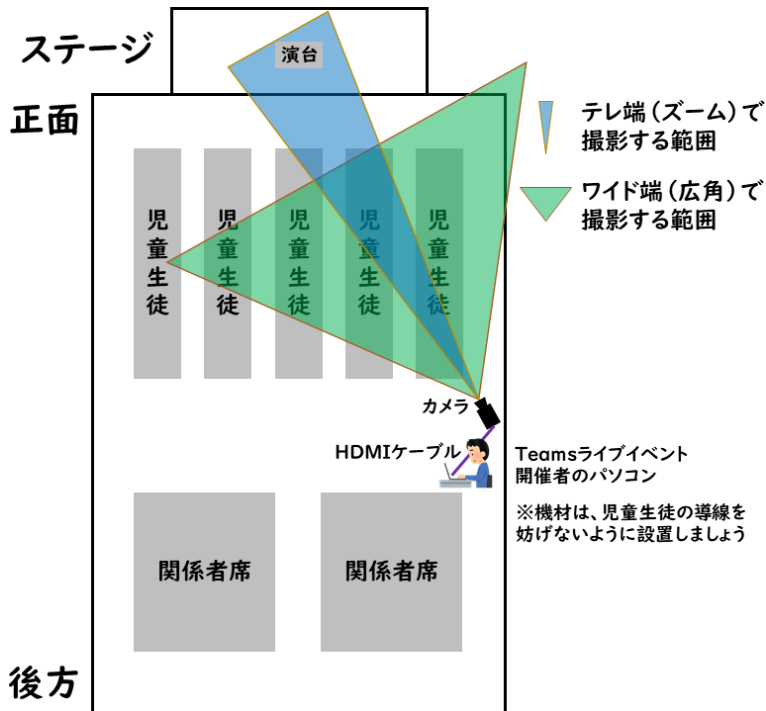 ステージ
演台
正面
テレ端（ズーム）で
撮影する範囲
ワイド端（広角）で
撮影する範囲
児童生徒
児童生徒
児童生徒
児童生徒
児童生徒
カメラ
HDMIケーブル
Teamsライブイベント
開催者のパソコン
※機材は、児童生徒の導線を
妨げないように設置しましょう
関係者席
関係者席
後方